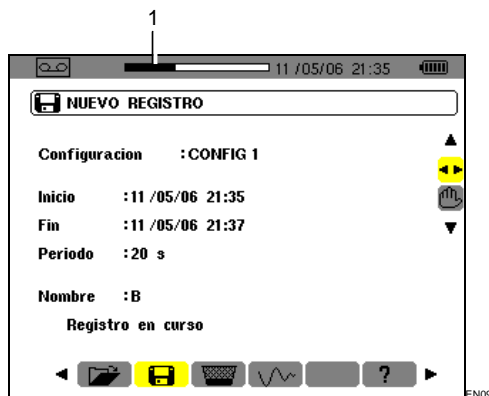 1
11 /05/06 21:35
NUEVO REGISTRO
Configuracion :CONFIG 1
Inicio :11 /05/06 21:35
Fin :11 /05/06 21:37
Periodo :20 s
Nombre :B
Registro en curso
?